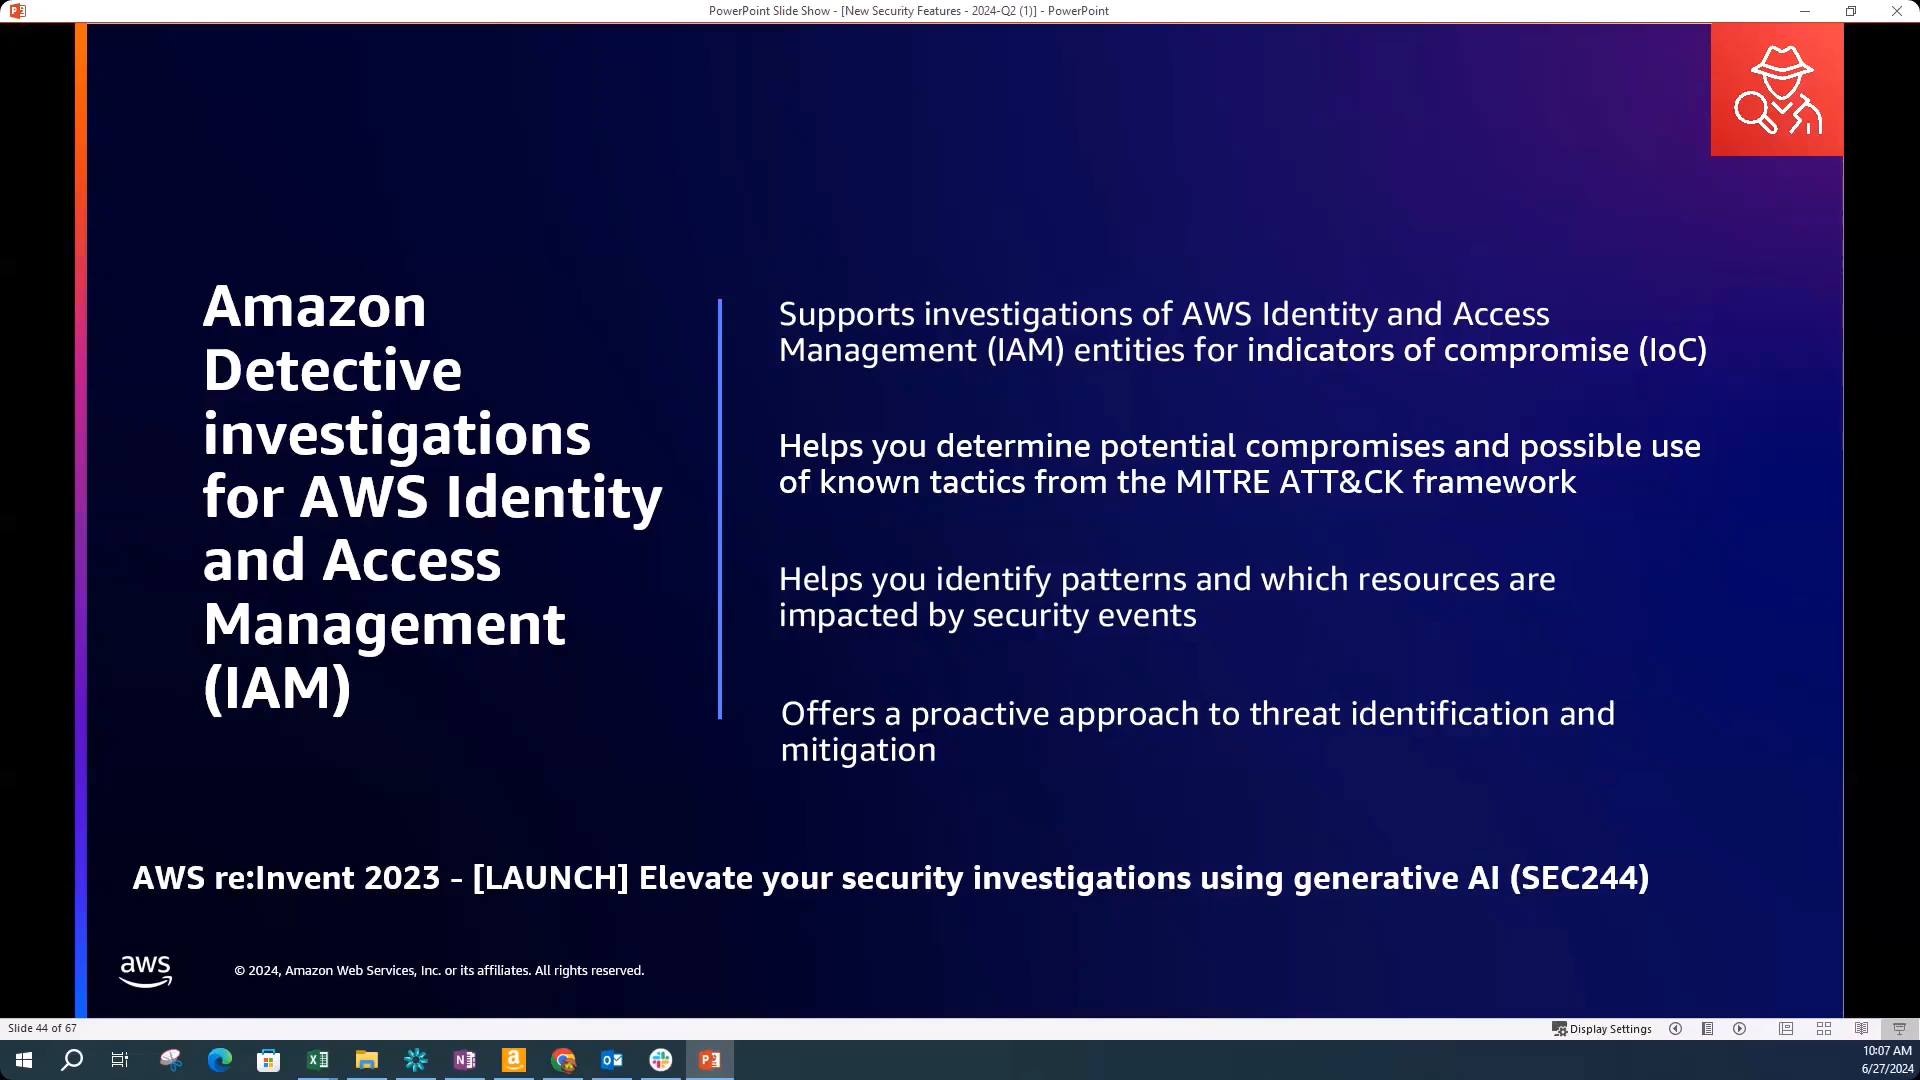 PowerPoint Slide Show - [New Security Features - 2024-Q2 (1)] - PowerPoint
Amazon
Detective
investigations
for AWS Identity
and Access
Management
(IAM)
Supports investigations of AWS Identity and Access
Management (IAM) entities for indicators of compromise (IoC)
Helps you determine potential compromises and possible use
of known tactics from the MITRE ATT&CK framework
Helps you identify patterns and which resources are
impacted by security events
Offers a proactive approach to threat identification and
mitigation
AWS re:Invent 2023 - [LAUNCH] Elevate your security investigations using generative AI (SEC244)
aws
© 2024, Amazon Web Services, Inc. or its affiliates. All rights reserved.
Slide 44 of 67
Display Settings
10:07 AM
6/27/2024